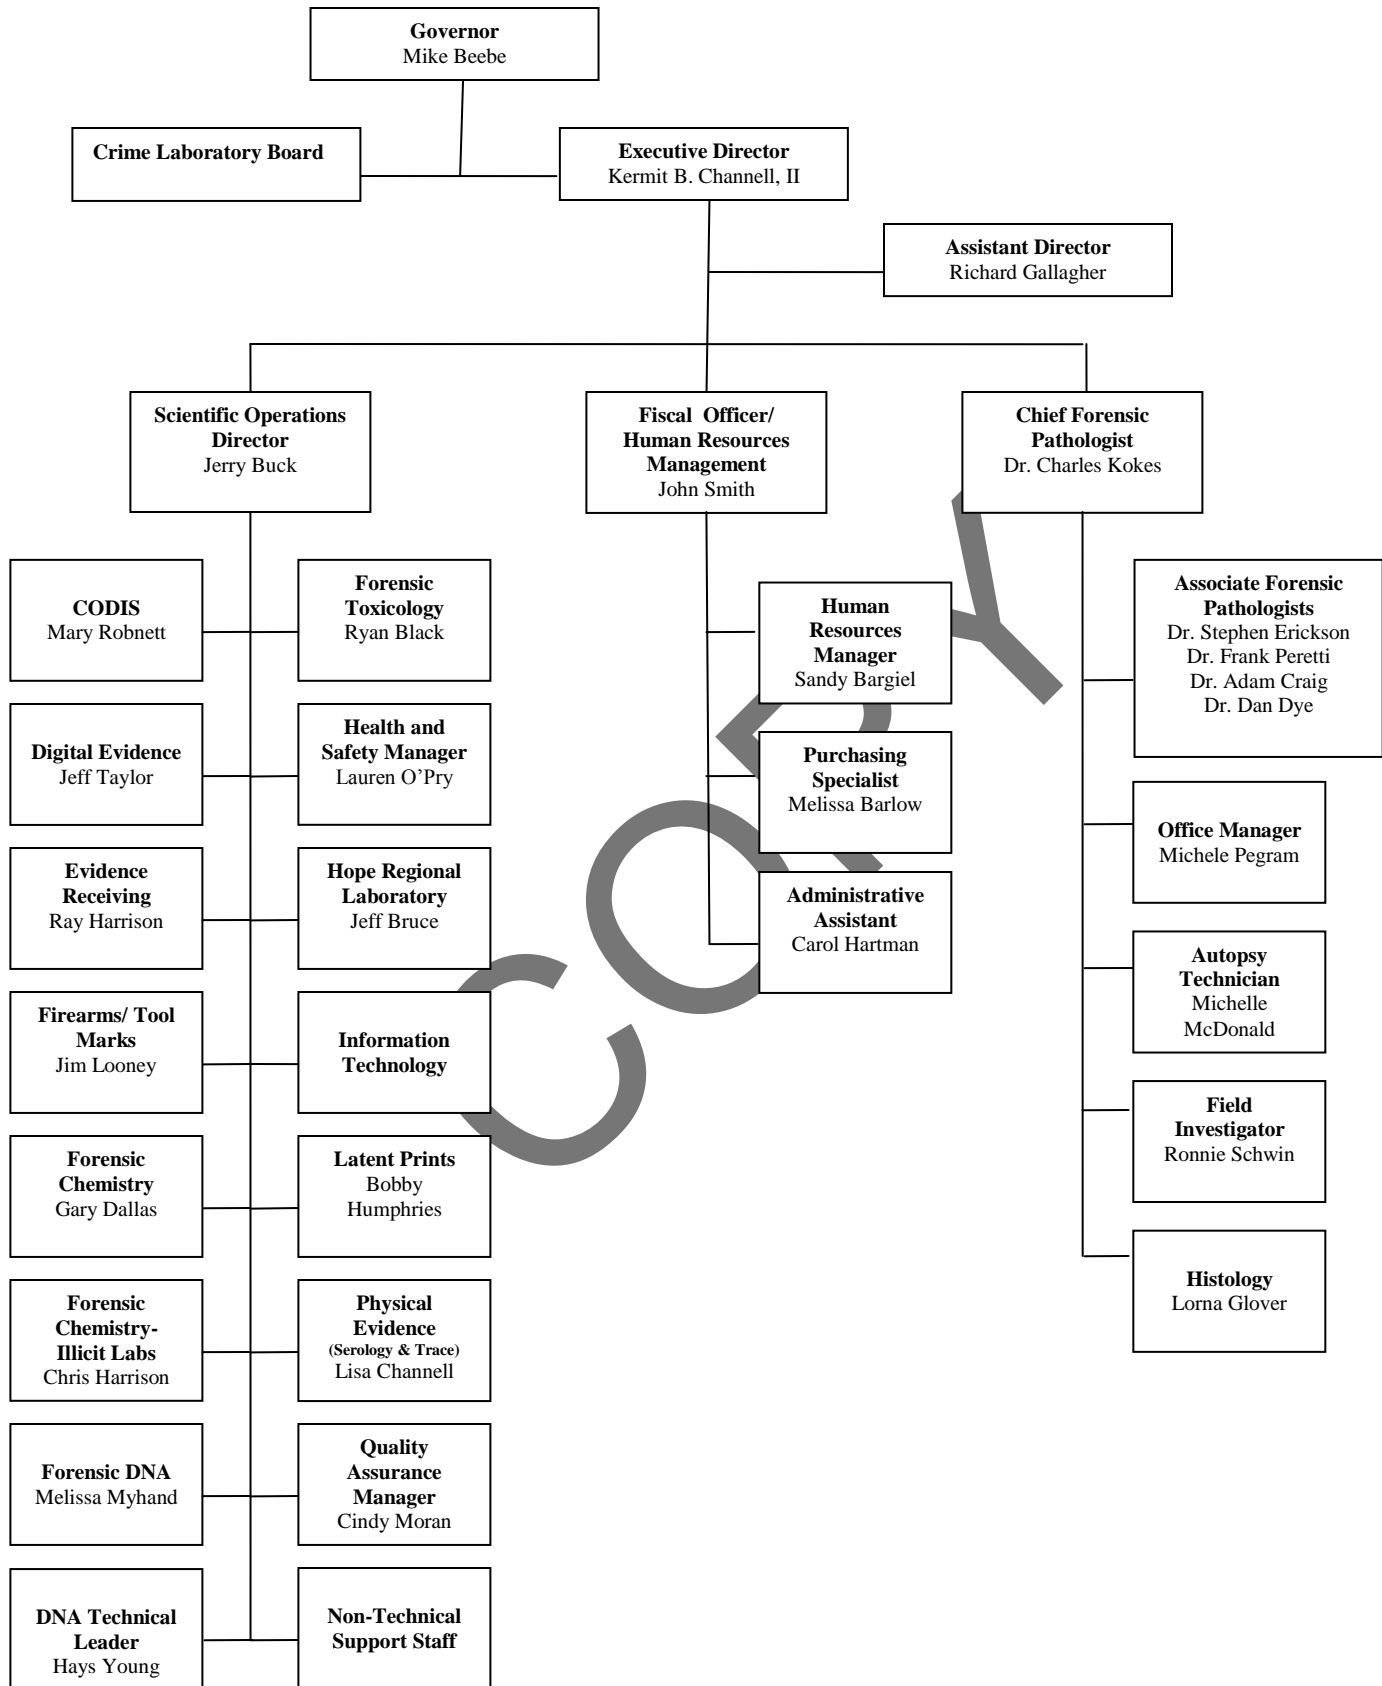 Governor
Mike Beebe
Crime Laboratory Board
Executive Director
Kermit B. Channell, II
Assistant Director
Richard Gallagher
Scientific Operations
Director
Jerry Buck
Fiscal Officer/
Human Resources
Management
John Smith
Chief Forensic
Pathologist
Dr. Charles Kokes
CODIS
Mary Robnett
Forensic
Toxicology
Ryan Black
Digital Evidence
Jeff Taylor
Health and
Safety Manager
Lauren O’Pry
Evidence
Receiving
Ray Harrison
Hope Regional
Laboratory
Jeff Bruce
Firearms/ Tool
Marks
Jim Looney
Information
Technology
Forensic
Chemistry
Gary Dallas
Latent Prints
Bobby
Humphries
Forensic
Chemistry-
Illicit Labs
Chris Harrison
Physical
Evidence
(Serology & Trace)
Lisa Channell
Forensic DNA
Melissa Myhand
Quality
Assurance
Manager
Cindy Moran
DNA Technical
Leader
Hays Young
Non-Technical
Support Staff
Human
Resources
Manager
Sandy Bargiel
Purchasing
Specialist
Melissa Barlow
Administrative
Assistant
Carol Hartman
Associate Forensic
Pathologists
Dr. Stephen Erickson
Dr. Frank Peretti
Dr. Adam Craig
Dr. Dan Dye
Office Manager
Michele Pegram
Autopsy
Technician
Michelle
McDonald
Field
Investigator
Ronnie Schwin
Histology
Lorna Glover
COPY